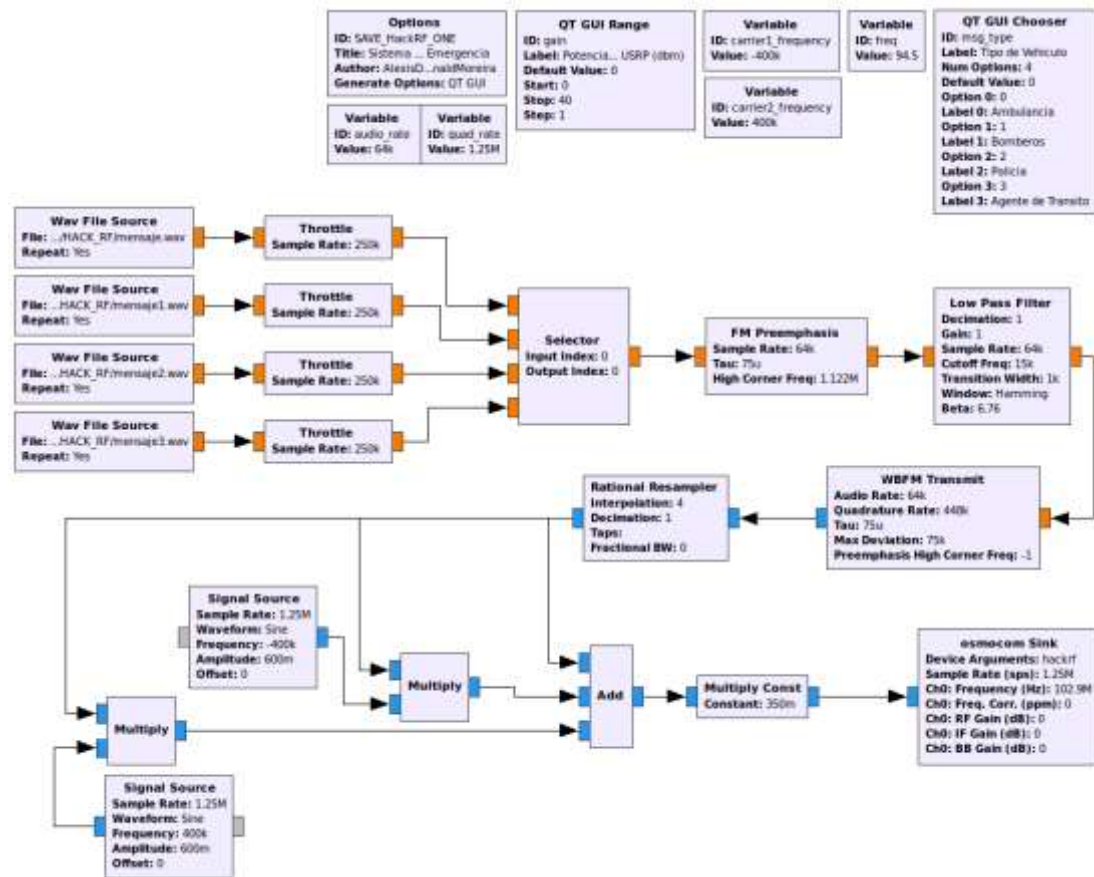 Options
ID: SAVE_HackRF_ONE
Title: Sistema ... Emergencia
Author: AlexisD...naldMoreira
Generate Options: QT GUI
Variable
ID: audio_rate
Value: 64k
Variable
ID: quad_rate
Value: 1.25M
QT GUI Range
ID: gain
Label: Potencia... USRP (dbm)
Default Value: 0
Start: 0
Stop: 40
Step: 1
Variable
ID: carrier1_frequency
Value: -400k
Variable
ID: carrier2_frequency
Value: 400k
Variable
ID: freq
Value: 94.5
QT GUI Chooser
ID: msg_type
Label: Tipo de Vehiculo
Num Options: 4
Default Value: 0
Option 0: 0
Label 0: Ambulancia
Option 1: 1
Label 1: Bomberos
Option 2: 2
Label 2: Policia
Option 3: 3
Label 3: Agente de Transito
Wav File Source
File: .../HACK_RF/mensaje.wav
Repeat: Yes
Throttle
Sample Rate: 250k
Wav File Source
File: ...HACK_RF/mensaje1.wav
Repeat: Yes
Throttle
Sample Rate: 250k
Wav File Source
File: ...HACK_RF/mensaje2.wav
Repeat: Yes
Throttle
Sample Rate: 250k
Wav File Source
File: ...HACK_RF/mensaje3.wav
Repeat: Yes
Throttle
Sample Rate: 250k
Selector
Input Index: 0
Output Index: 0
FM Preemphasis
Sample Rate: 64k
Tau: 75u
High Corner Freq: 1.122M
Low Pass Filter
Decimation: 1
Gain: 1
Sample Rate: 64k
Cutoff Freq: 15k
Transition Width: 1k
Window: Hamming
Beta: 6.76
Rational Resampler
Interpolation: 4
Decimation: 1
Taps:
Fractional BW: 0
WBFM Transmit
Audio Rate: 64k
Quadrature Rate: 448k
Tau: 75u
Max Deviation: 75k
Preemphasis High Corner Freq: -1
Signal Source
Sample Rate: 1.25M
Waveform: Sine
Frequency: -400k
Amplitude: 600m
Offset: 0
Multiply
Multiply
Add
Multiply Const
Constant: 350m
osmocom Sink
Device Arguments: hackrf
Sample Rate (sps): 1.25M
Ch0: Frequency (Hz): 102.9M
Ch0: Freq. Corr. (ppm): 0
Ch0: RF Gain (dB): 0
Ch0: IF Gain (dB): 0
Ch0: BB Gain (dB): 0
Signal Source
Sample Rate: 1.25M
Waveform: Sine
Frequency: 400k
Amplitude: 600m
Offset: 0